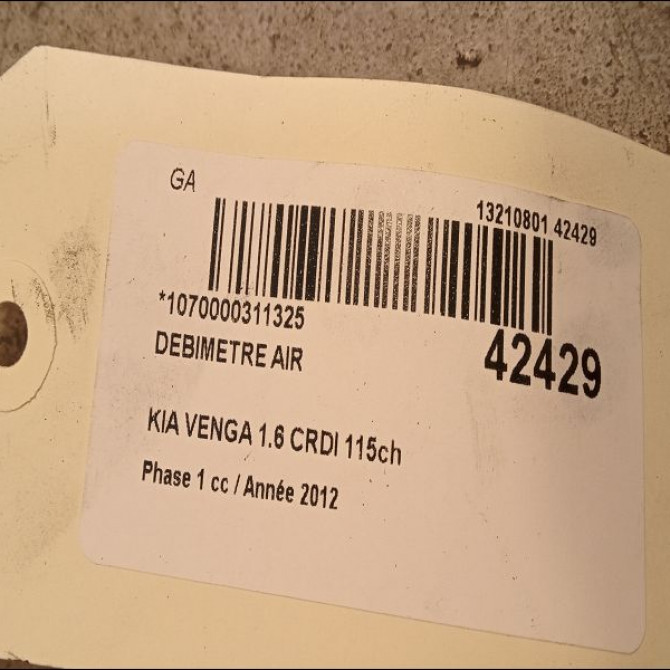 GA
13210801 42429
*1070000311325
DEBIMETRE AIR
42429
KIA VENGA 1.6 CRDI 115ch
Phase 1 cc / Année 2012